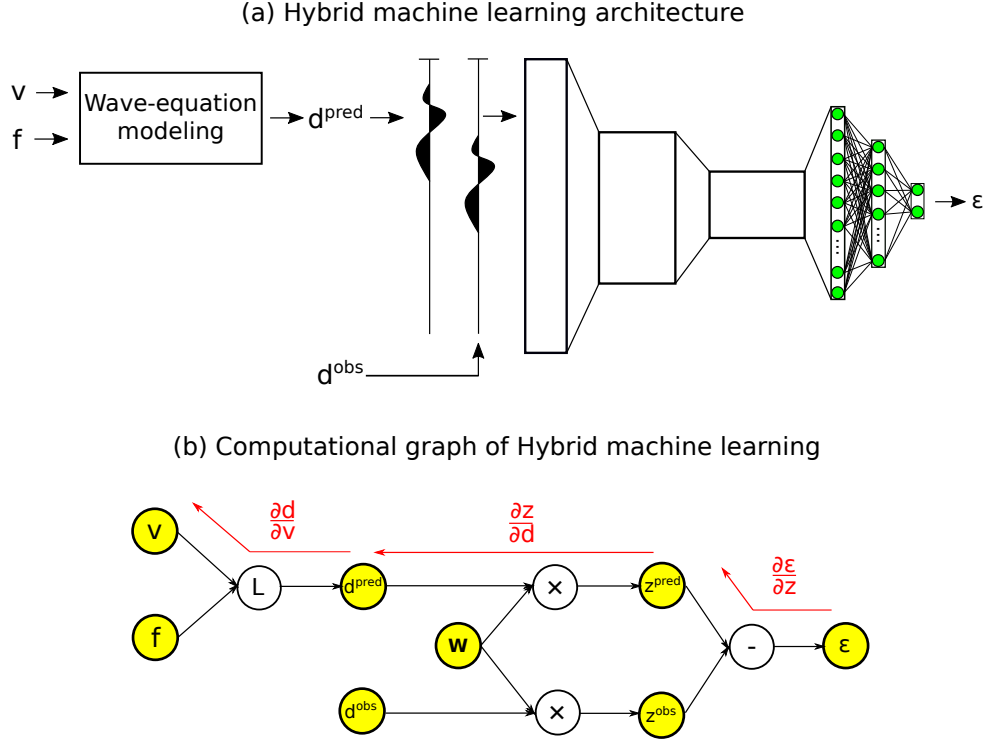 (a) Hybrid machine learning architecture
v
f
Wave-equation
modeling
d^pred
d^obs
ε
(b) Computational graph of Hybrid machine learning
∂d
∂v
∂z
∂d
∂ε
∂z
v
f
L
d^pred
×
z^pred
w
-
ε
d^obs
×
z^obs